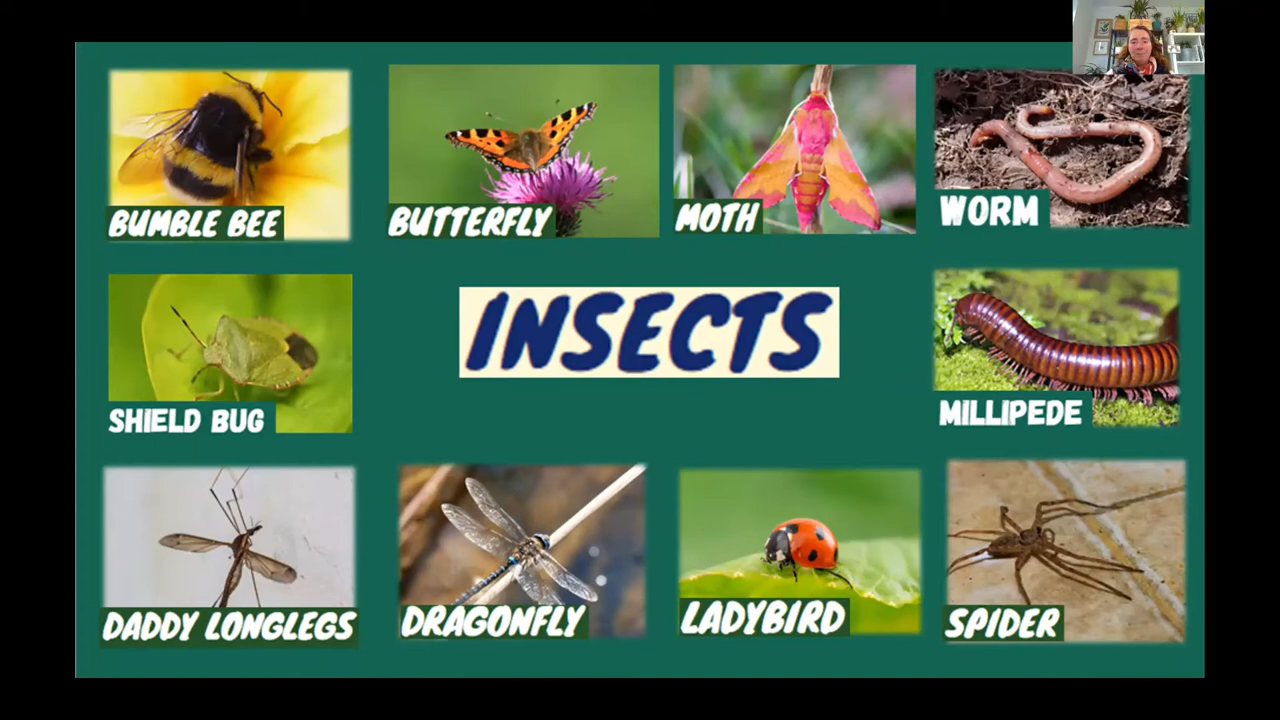 BUMBLE BEE
BUTTERFLY
MOTH
WORM
SHIELD BUG
INSECTS
MILLIPEDE
DADDY LONGLEGS
DRAGONFLY
LADYBIRD
SPIDER